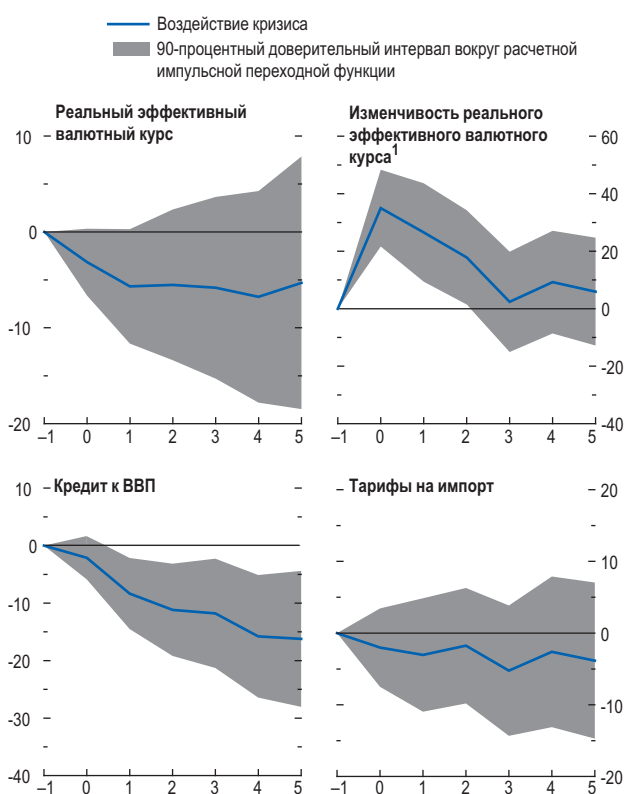 Воздействие кризиса
90-процентный доверительный интервал вокруг расчетной
импульсной переходной функции
Реальный эффективный
валютный курс
10
0
-10
-20
–1 0 1 2 3 4 5
Изменчивость реального
эффективного валютного
курса1
60
40
20
0
-20
-40
–1 0 1 2 3 4 5
Кредит к ВВП
10
0
-10
-20
-30
-40
–1 0 1 2 3 4 5
Тарифы на импорт
20
10
0
-10
-20
–1 0 1 2 3 4 5